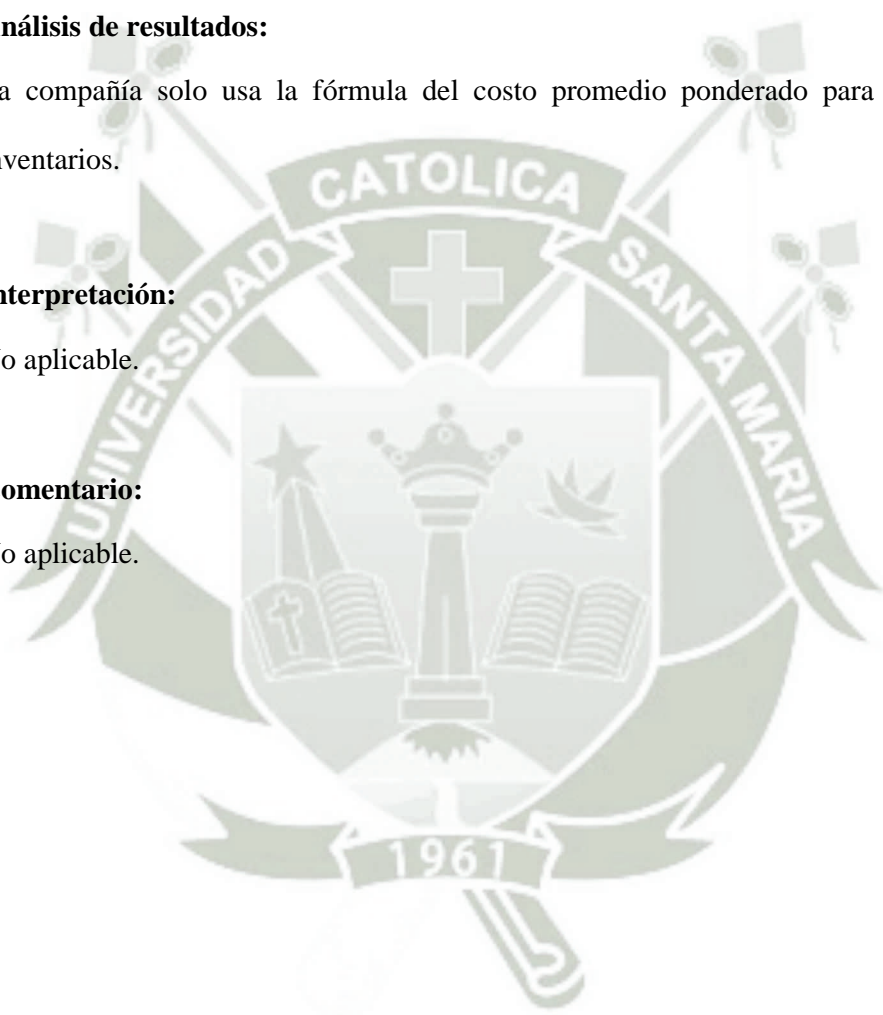 nálisis de resultados:
a compañía solo usa la fórmula del costo promedio ponderado para
nventarios.
UNIVERSIDAD CATOLICA SANTA MARIA
nterpretación:
o aplicable.
omentario:
o aplicable.
1961